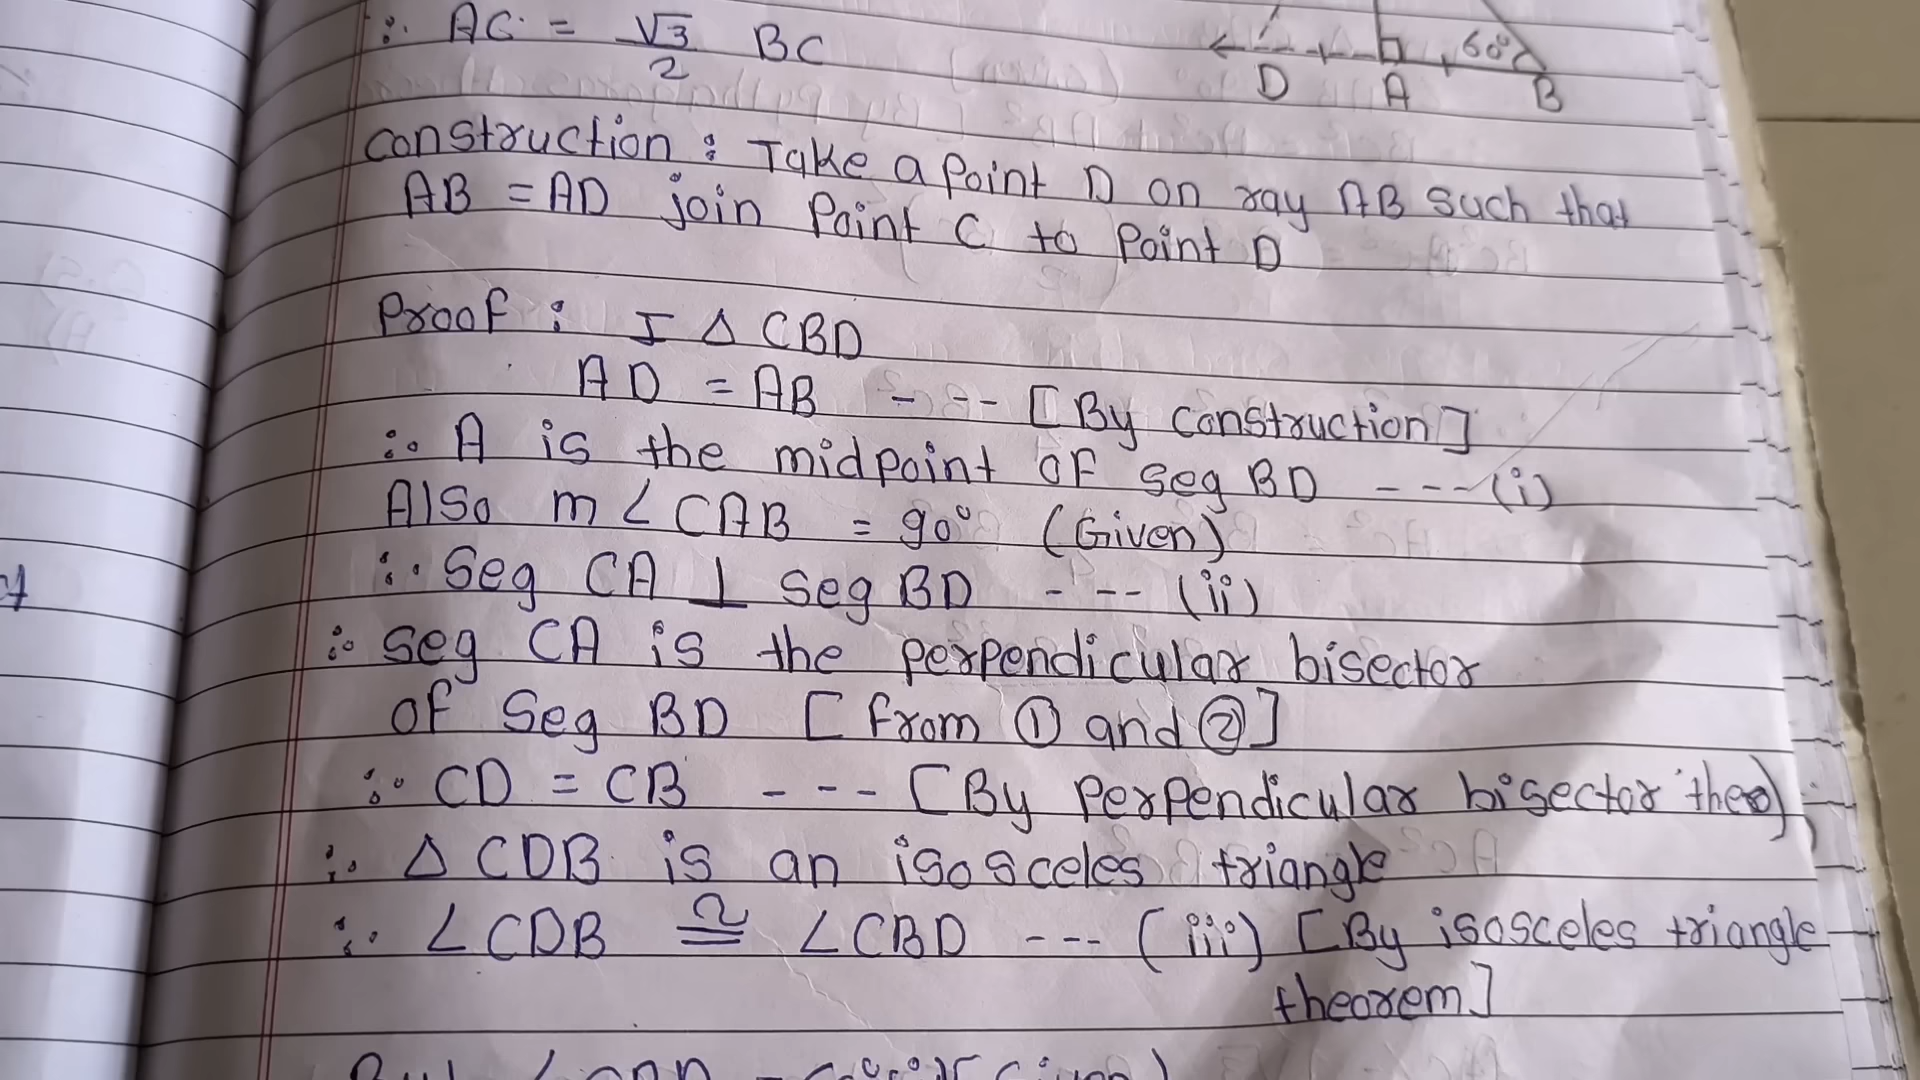 ∴ AC = √3/2 BC
60°
D A B
construction : Take a point D on ray AB such that
AB = AD join Point C to Point D
Proof : I △ CBD
AD = AB - -- [By construction]
∴ A is the midpoint of seg BD ---(i)
Also m∠CAB = 90° (Given)
∴ Seg CA ⊥ seg BD - -- (ii)
∴ seg CA is the perpendicular bisector
of seg BD [from ① and ②]
∴ CD = CB --- [By Perpendicular bisector theo]
∴ △ CDB is an isosceles triangle
∴ ∠CDB ≅ ∠CBD --- (iii) [By isosceles triangle
theorem]